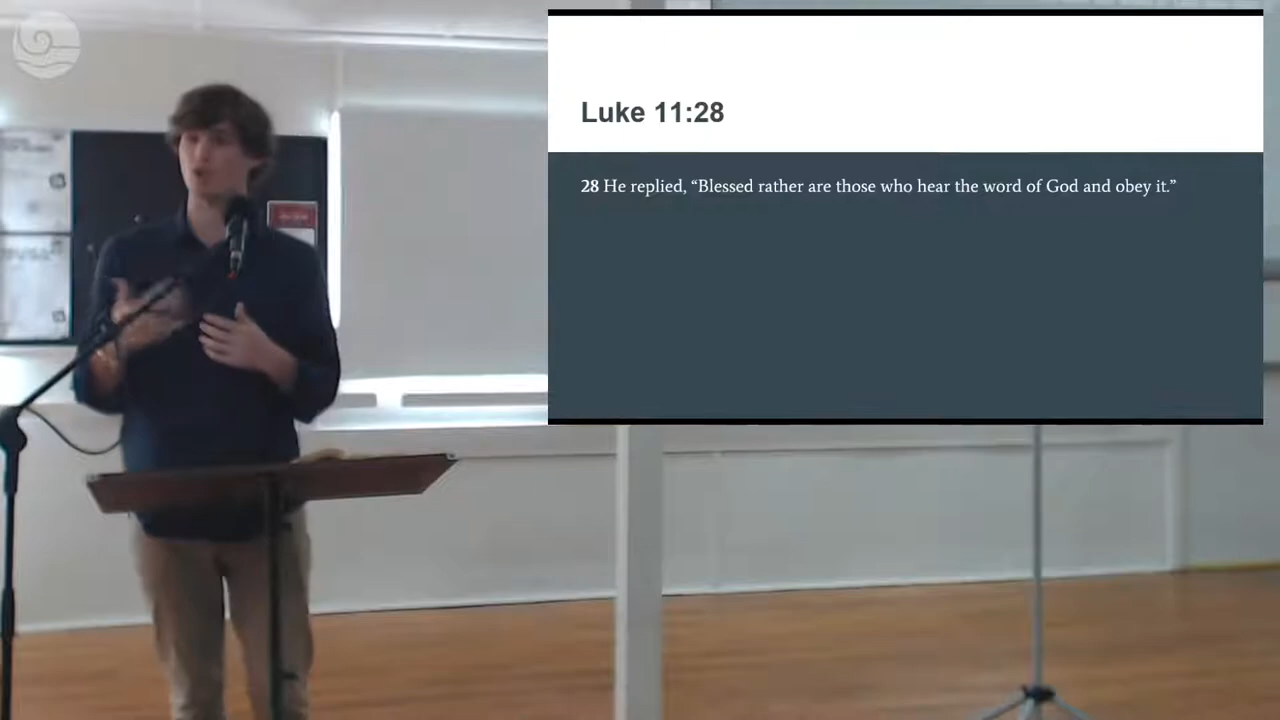 Luke 11:28
28 He replied, “Blessed rather are those who hear the word of God and obey it.”